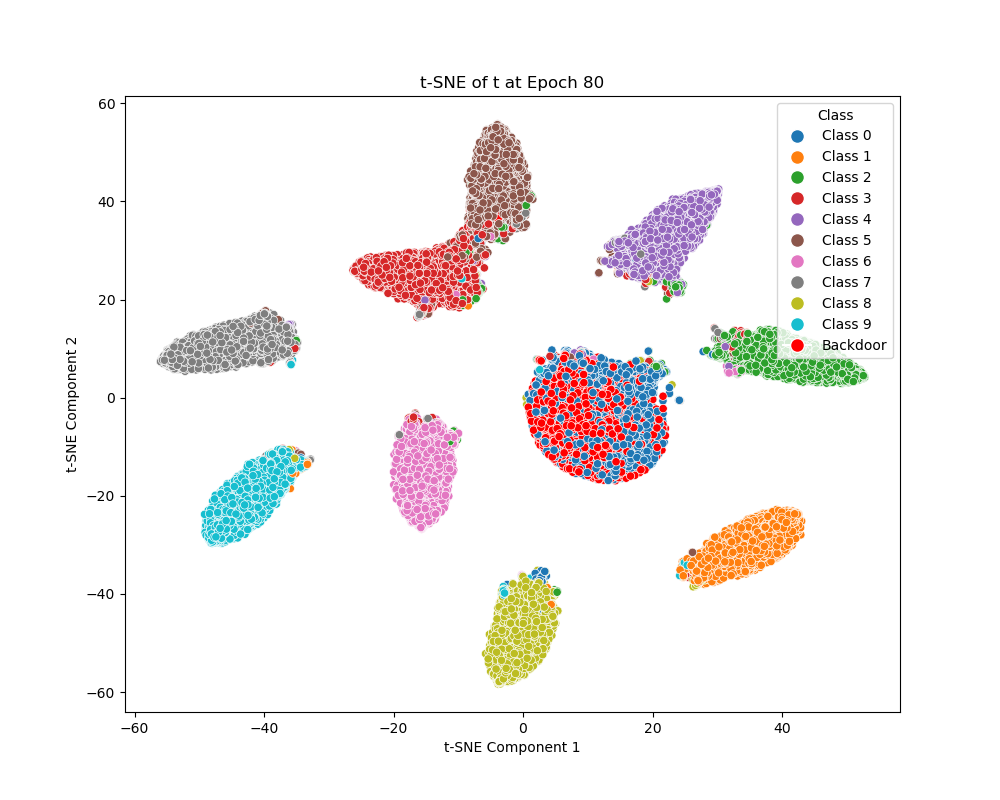 t-SNE of t at Epoch 80
Class
Class 0
Class 1
Class 2
Class 3
Class 4
Class 5
Class 6
Class 7
Class 8
Class 9
Backdoor
t-SNE Component 2
60
40
20
0
−20
−40
−60
−60
−40
−20
0
20
40
t-SNE Component 1